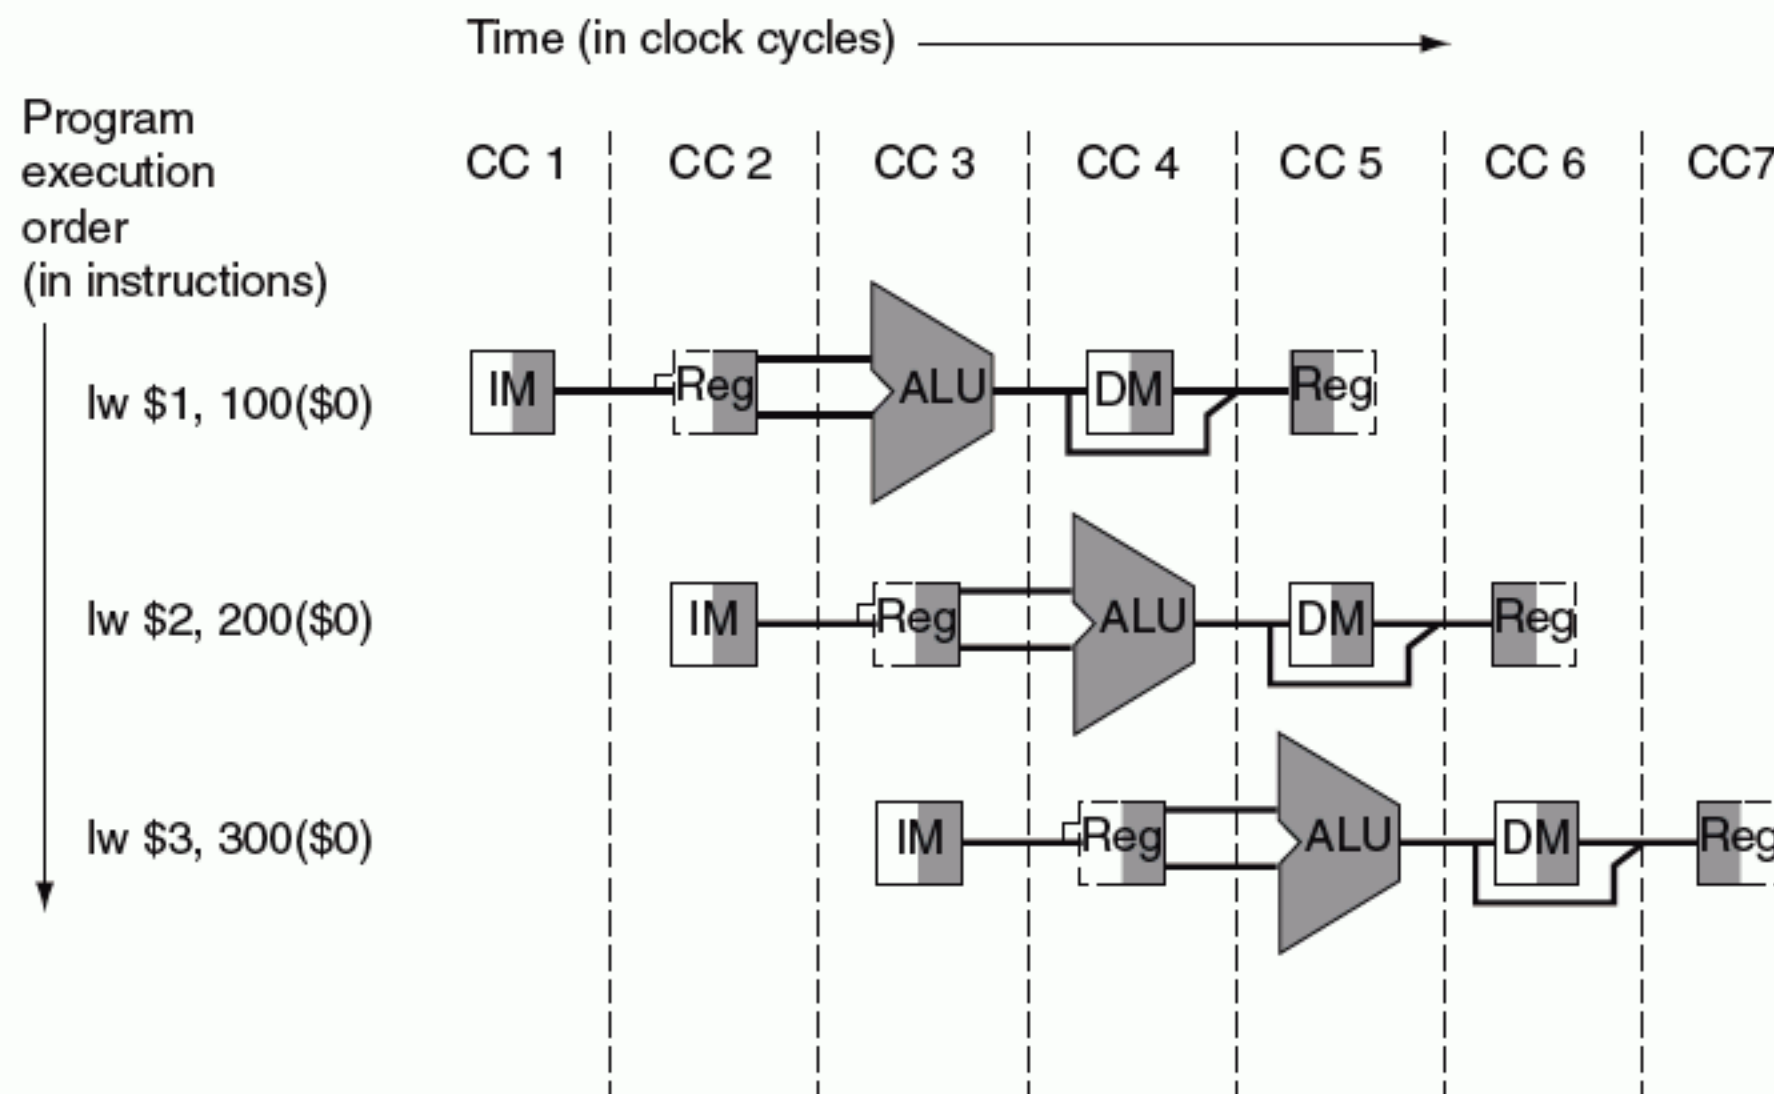 Time (in clock cycles)
Program
execution
order
(in instructions)
CC 1 CC 2 CC 3 CC 4 CC 5 CC 6 CC7
lw $1, 100($0) IM Reg ALU DM Reg
lw $2, 200($0) IM Reg ALU DM Reg
lw $3, 300($0) IM Reg ALU DM Reg